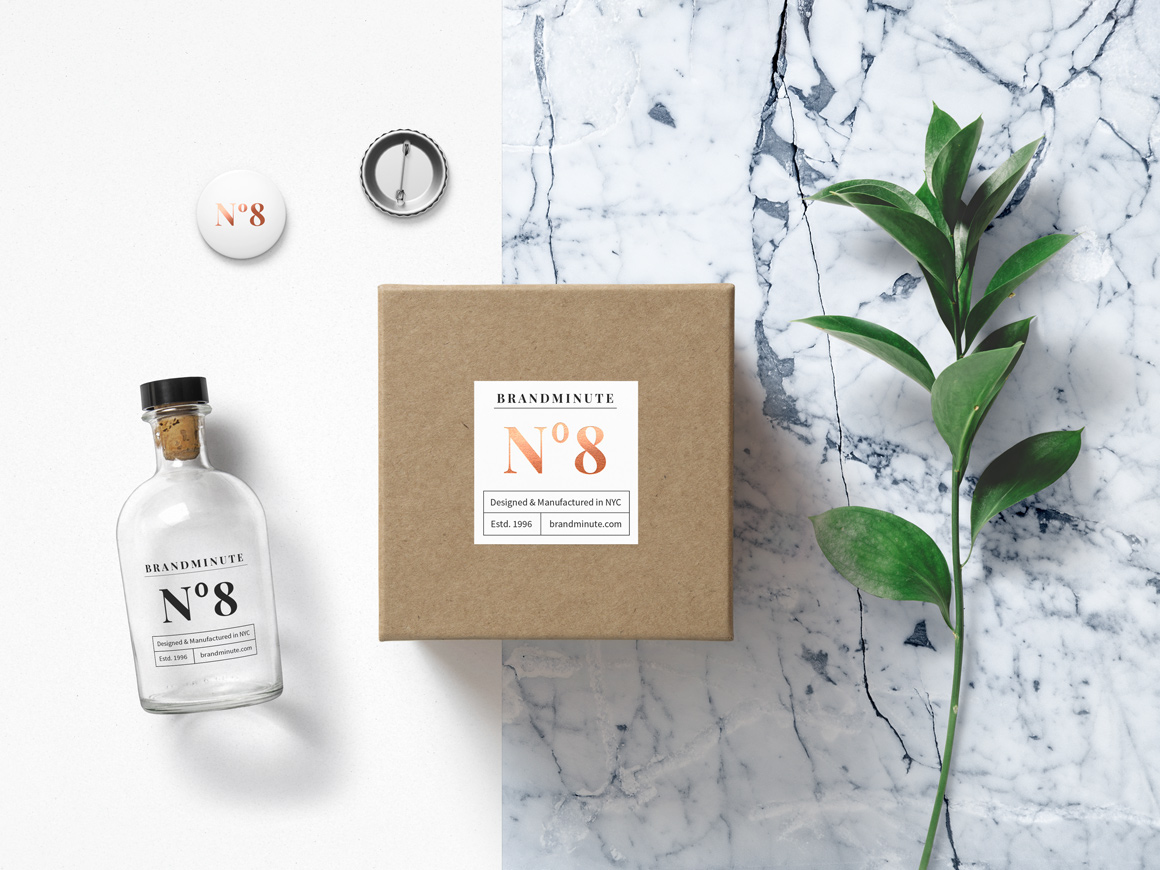 Nº8
BRANDMINUTE
Nº8
Designed & Manufactured in NYC
Estd. 1996
brandminute.com
BRANDMINUTE
Nº8
Designed & Manufactured in NYC
Estd. 1996
brandminute.com